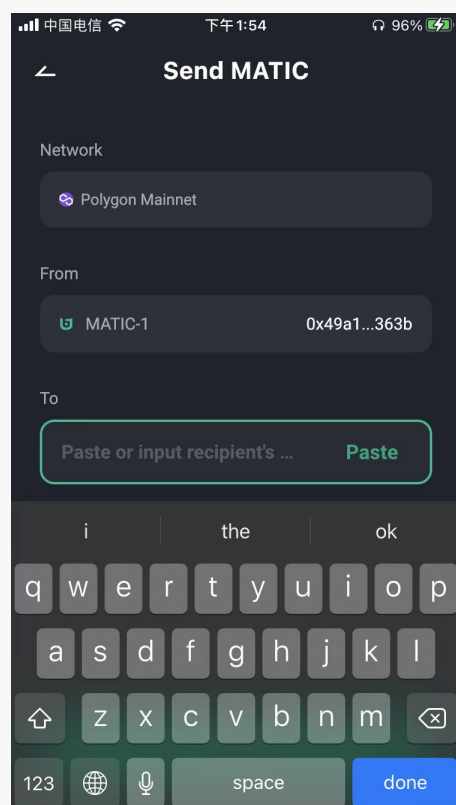 中国电信 下午1:54 96%
Send MATIC
Network
Polygon Mainnet
From
MATIC-1 0x49a1...363b
To
Paste or input recipient's ... Paste
i the ok
q w e r t y u i o p
a s d f g h j k l
z x c v b n m
123 space done